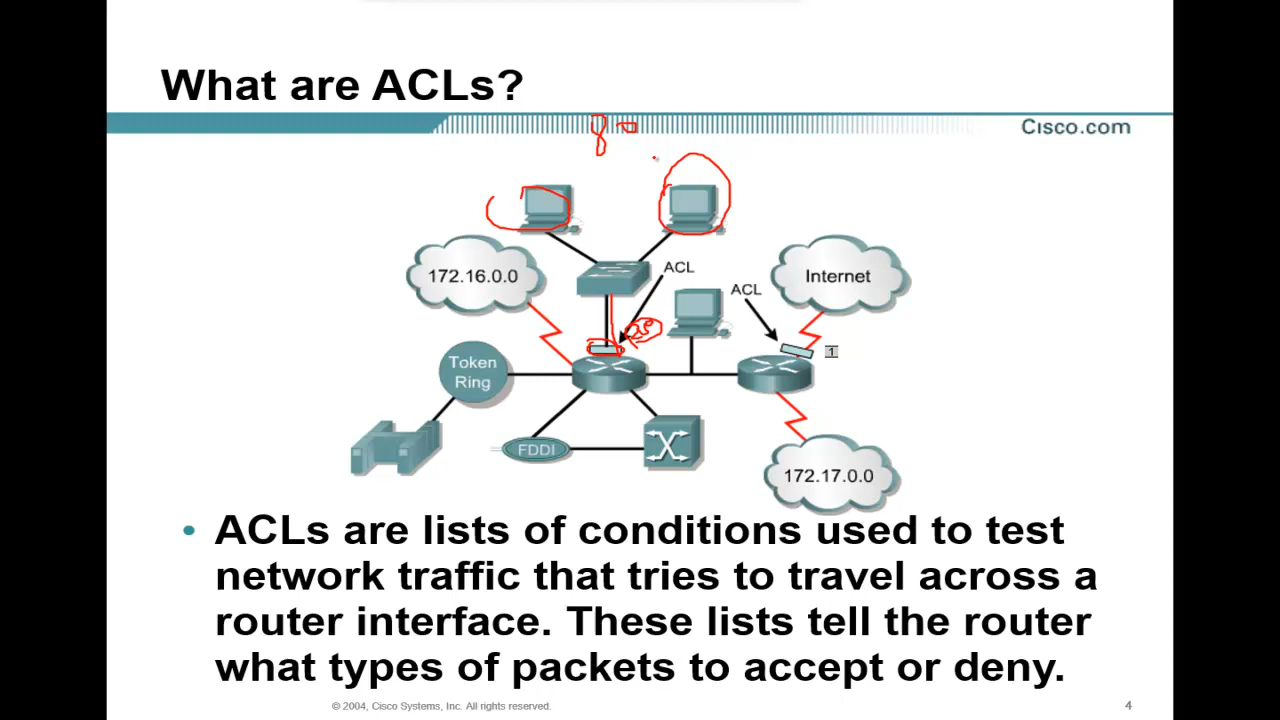 What are ACLs?
Cisco.com
80
172.16.0.0
ACL
Internet
ACL
1
Token
Ring
FDDI
172.17.0.0
• ACLs are lists of conditions used to test
network traffic that tries to travel across a
router interface. These lists tell the router
what types of packets to accept or deny.
© 2004, Cisco Systems, Inc. All rights reserved.
4